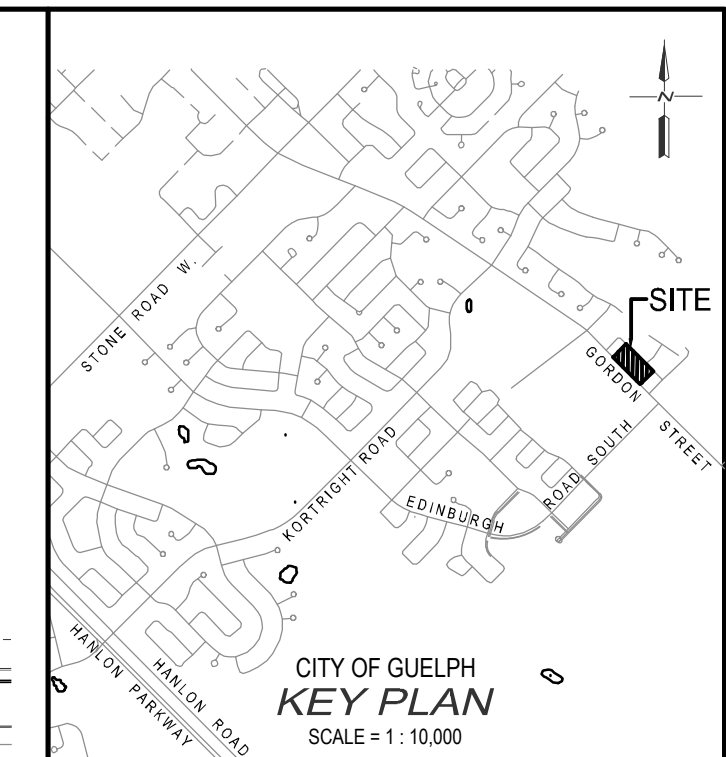 N
STONE ROAD W.
SITE
GORDON STREET
KORTRIGHT ROAD
EDINBURGH ROAD SOUTH
HANLON ROAD
HANLON PARKWAY
CITY OF GUELPH
KEY PLAN
SCALE = 1 : 10,000